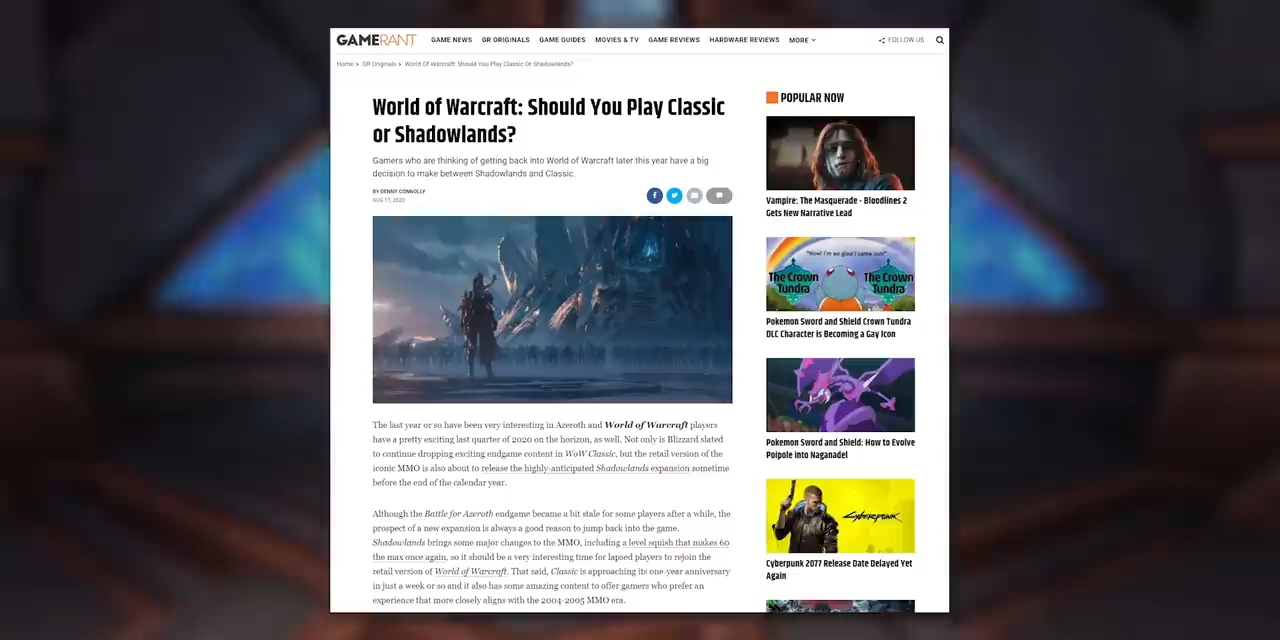 GAMERANT
GAME NEWS GR ORIGINALS GAME GUIDES MOVIES & TV GAME REVIEWS HARDWARE REVIEWS MORE FOLLOW US
Home GR Originals World Of Warcraft: Should You Play Classic Or Shadowlands?
World of Warcraft: Should You Play Classic
or Shadowlands?
Gamers who are thinking of getting back into World of Warcraft later this year have a big
decision to make between Shadowlands and Classic.
BY DENNY CONNOLLY
AUG 17, 2020
The last year or so have been very interesting in Azeroth and World of Warcraft players
have a pretty exciting last quarter of 2020 on the horizon, as well. Not only is Blizzard slated
to continue dropping exciting endgame content in WoW Classic, but the retail version of the
iconic MMO is also about to release the highly-anticipated Shadowlands expansion sometime
before the end of the calendar year.
Although the Battle for Azeroth endgame became a bit stale for some players after a while, the
prospect of a new expansion is always a good reason to jump back into the game.
Shadowlands brings some major changes to the MMO, including a level squish that makes 60
the max once again, so it should be a very interesting time for lapsed players to rejoin the
retail version of World of Warcraft. That said, Classic is approaching its one-year anniversary
in just a week or so and it also has some amazing content to offer gamers who prefer an
experience that more closely aligns with the 2004-2005 MMO era.
POPULAR NOW
Vampire: The Masquerade - Bloodlines 2
Gets New Narrative Lead
"Wow! I'm so glad I came out!"
The Crown
Tundra
The Crown
Tundra
Pokemon Sword and Shield Crown Tundra
DLC Character is Becoming a Gay Icon
Pokemon Sword and Shield: How to Evolve
Poipole into Naganadel
CYBERPUNK
Cyberpunk 2077 Release Date Delayed Yet
Again